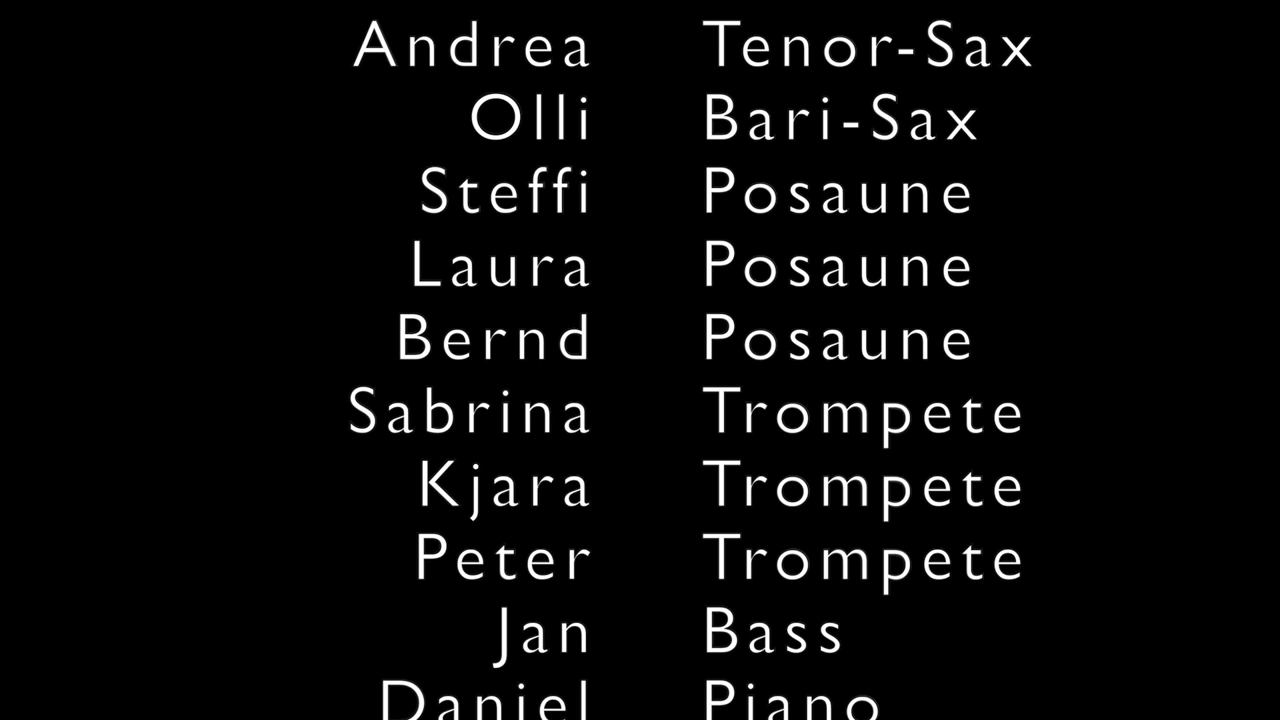 Andrea Tenor-Sax
Olli Bari-Sax
Steffi Posaune
Laura Posaune
Bernd Posaune
Sabrina Trompete
Kjara Trompete
Peter Trompete
Jan Bass
Daniel Piano